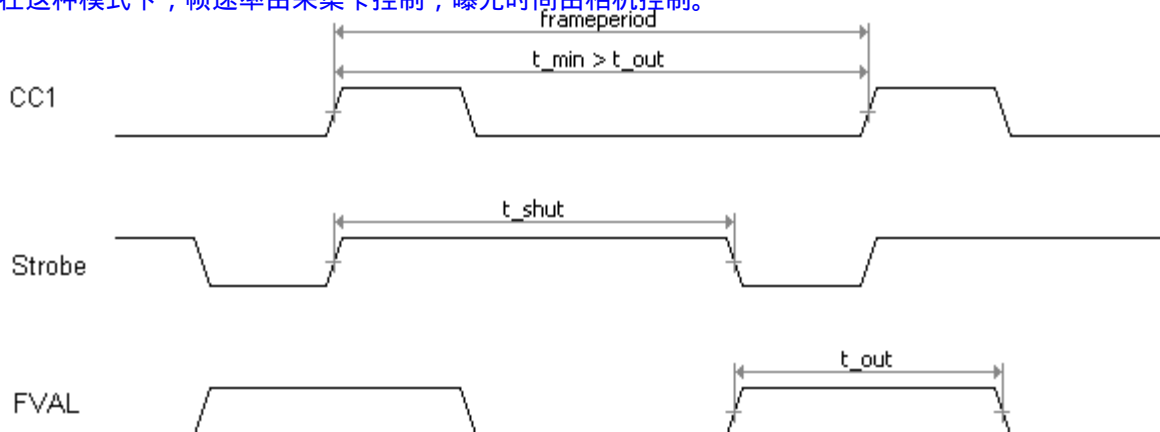 在这种模式下，帧速率由采集卡控制，曝光时间由相机控制。
frameperiod
t_min > t_out
CC1
t_shut
Strobe
t_out
FVAL